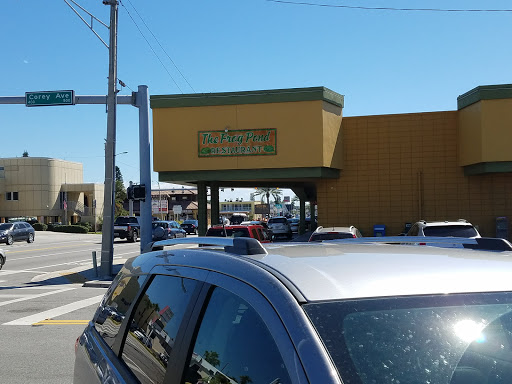 Corey Ave
The Frog Pond
RESTAURANT